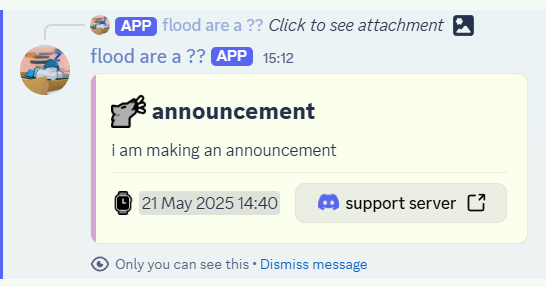 APP flood are a ?? Click to see attachment
flood are a ?? APP 15:12
announcement
i am making an announcement
21 May 2025 14:40 support server
Only you can see this • Dismiss message